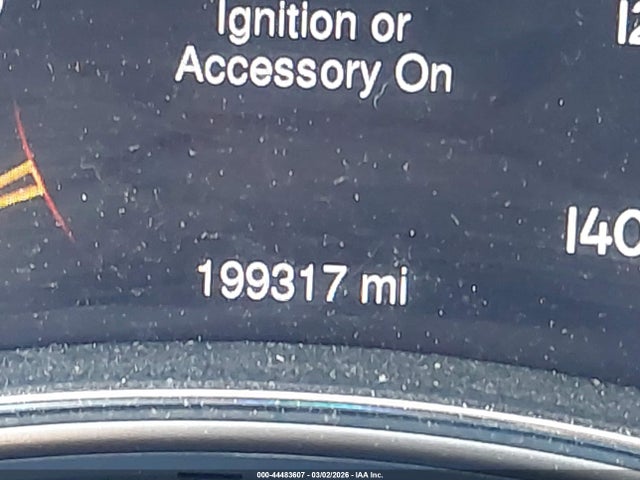 Ignition or
Accessory On
140
199317 mi
000-44483607 - 03/02/2026 - IAA Inc.